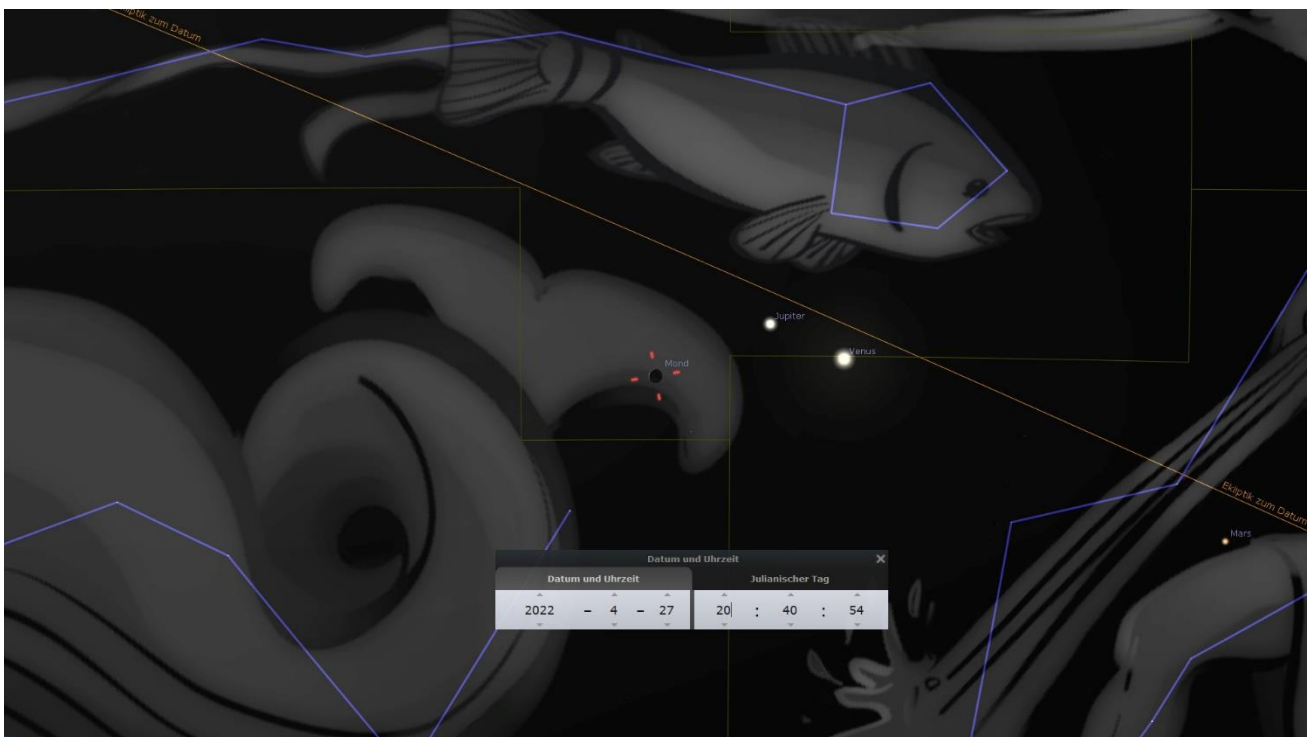 Ekliptik zum Datum
Jupiter
Venus
Mond
Ekliptik zum Datum
Mars
Datum und Uhrzeit ×
Datum und Uhrzeit Julianischer Tag
2022 – 4 – 27 20 : 40 : 54